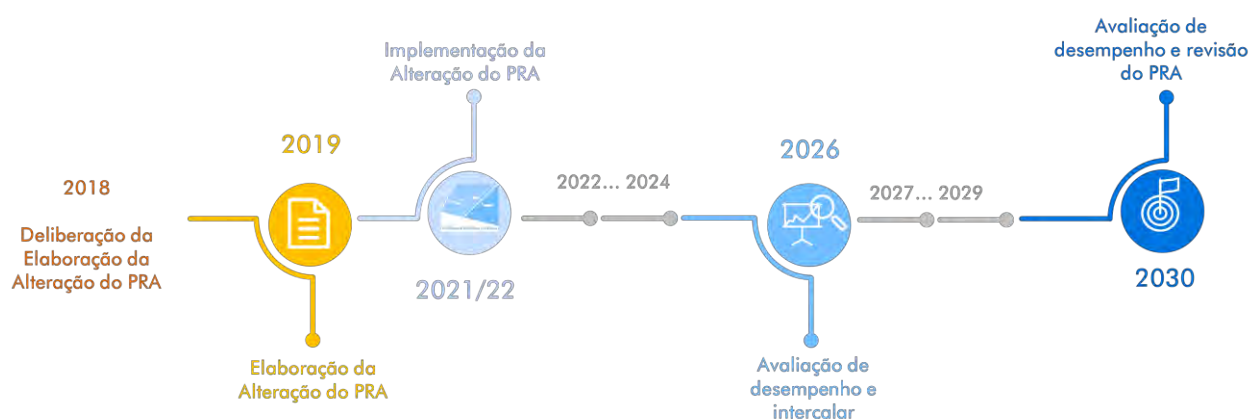 2018
Deliberação da
Elaboração da
Alteração do PRA
2019
Elaboração da
Alteração do PRA
Implementação da
Alteração do PRA
2021/22
2022... 2024
2026
Avaliação de
desempenho e
intercalar
2027... 2029
Avaliação de
desempenho e revisão
do PRA
2030